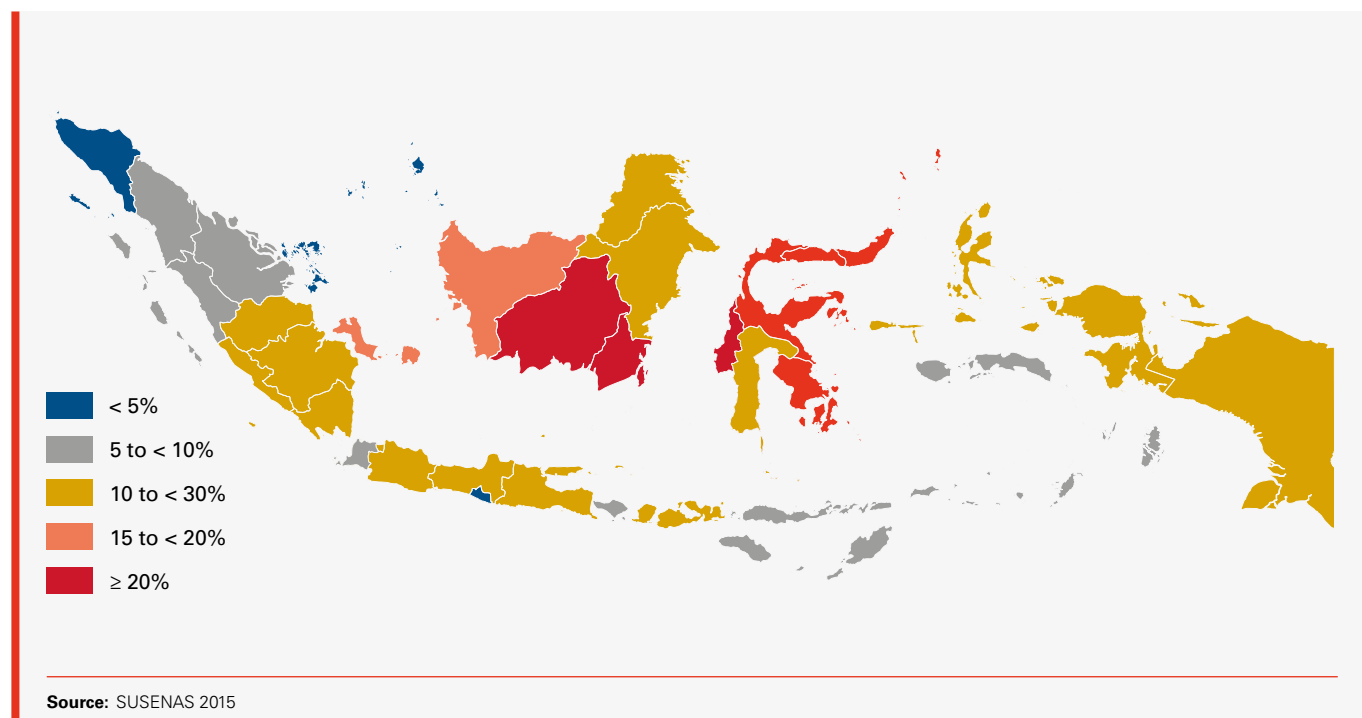 < 5%
5 to < 10%
10 to < 30%
15 to < 20%
≥ 20%
Source: SUSENAS 2015